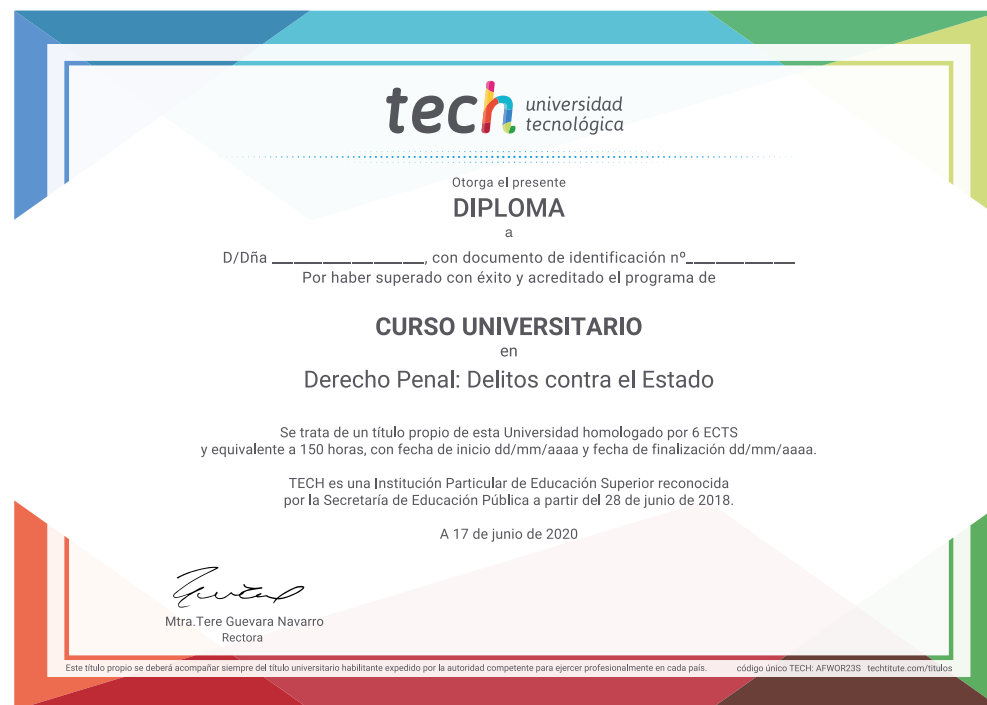 tech universidad
tecnológica
Otorga el presente
DIPLOMA
a
D/Dña ______________, con documento de identificación nº__________
Por haber superado con éxito y acreditado el programa de
CURSO UNIVERSITARIO
en
Derecho Penal: Delitos contra el Estado
Se trata de un título propio de esta Universidad homologado por 6 ECTS
y equivalente a 150 horas, con fecha de inicio dd/mm/aaaa y fecha de finalización dd/mm/aaaa.
TECH es una Institución Particular de Educación Superior reconocida
por la Secretaría de Educación Pública a partir del 28 de junio de 2018.
A 17 de junio de 2020
Mtra.Tere Guevara Navarro
Rectora
Este título propio se deberá acompañar siempre del título universitario habilitante expedido por la autoridad competente para ejercer profesionalmente en cada país. código único TECH: AFWOR23S techtitute.com/titulos